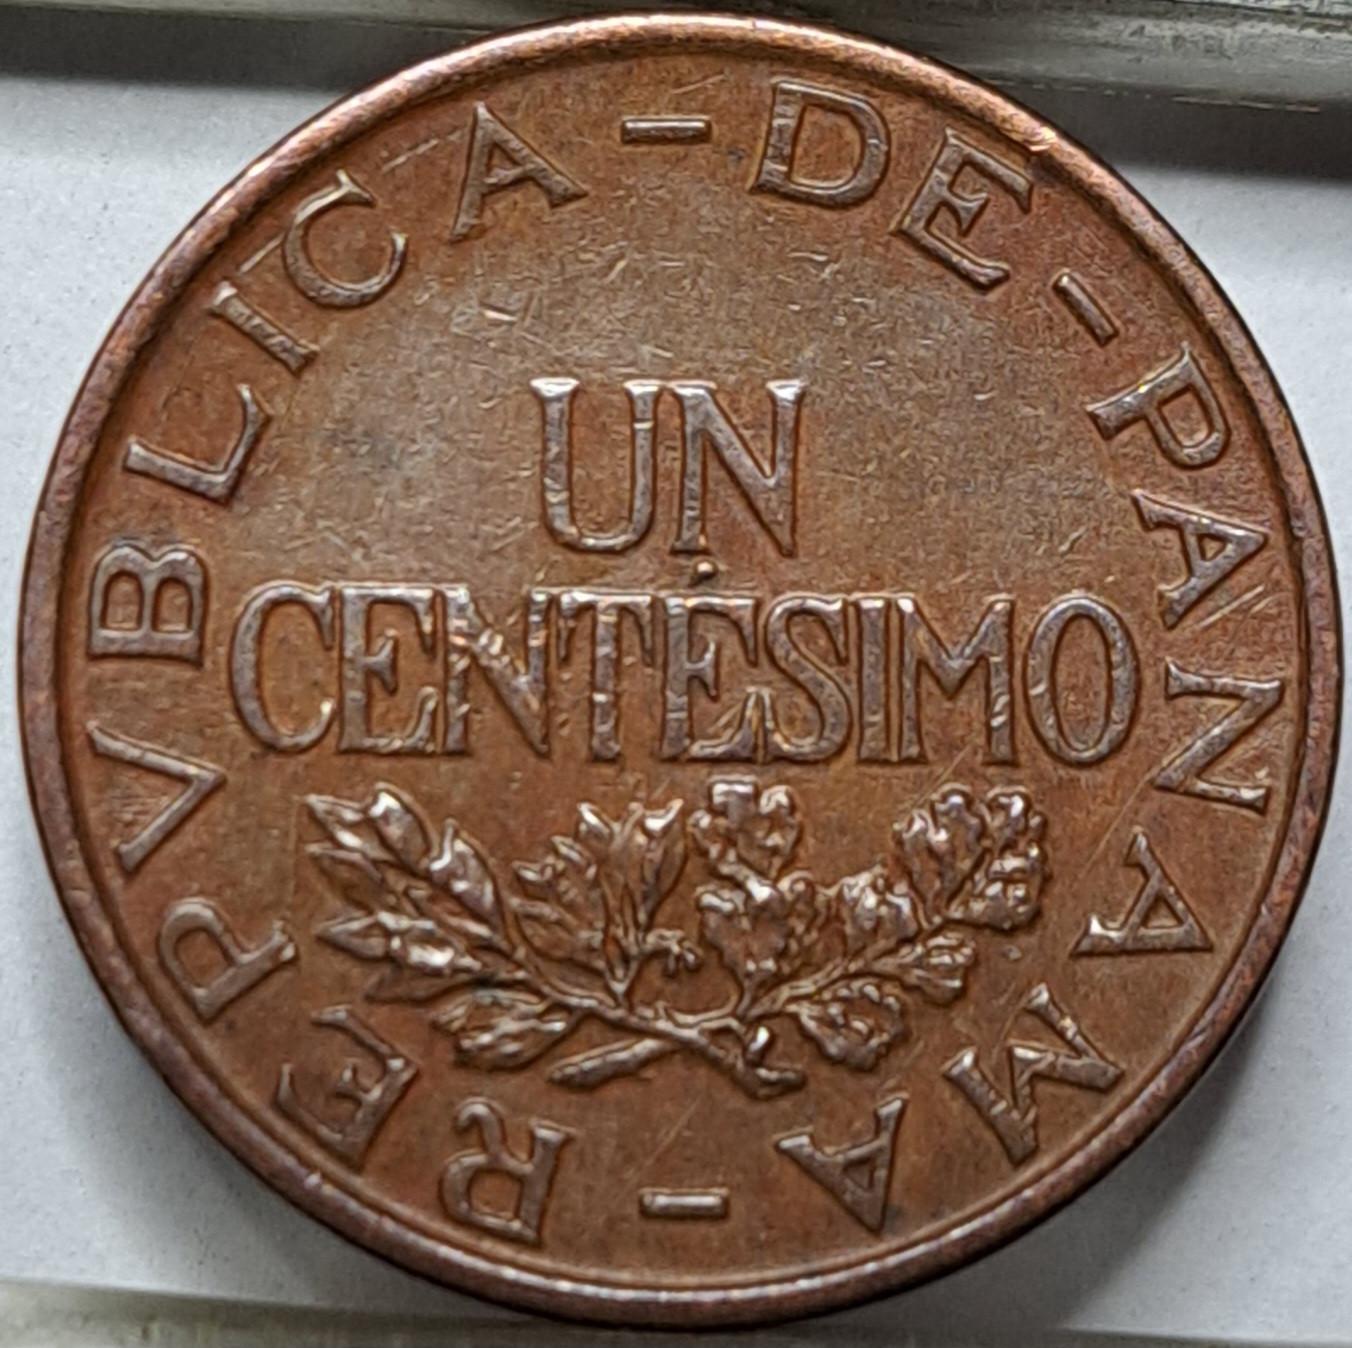 REPVBLICA - DE - PANAMA -
UN
CENTÉSIMO